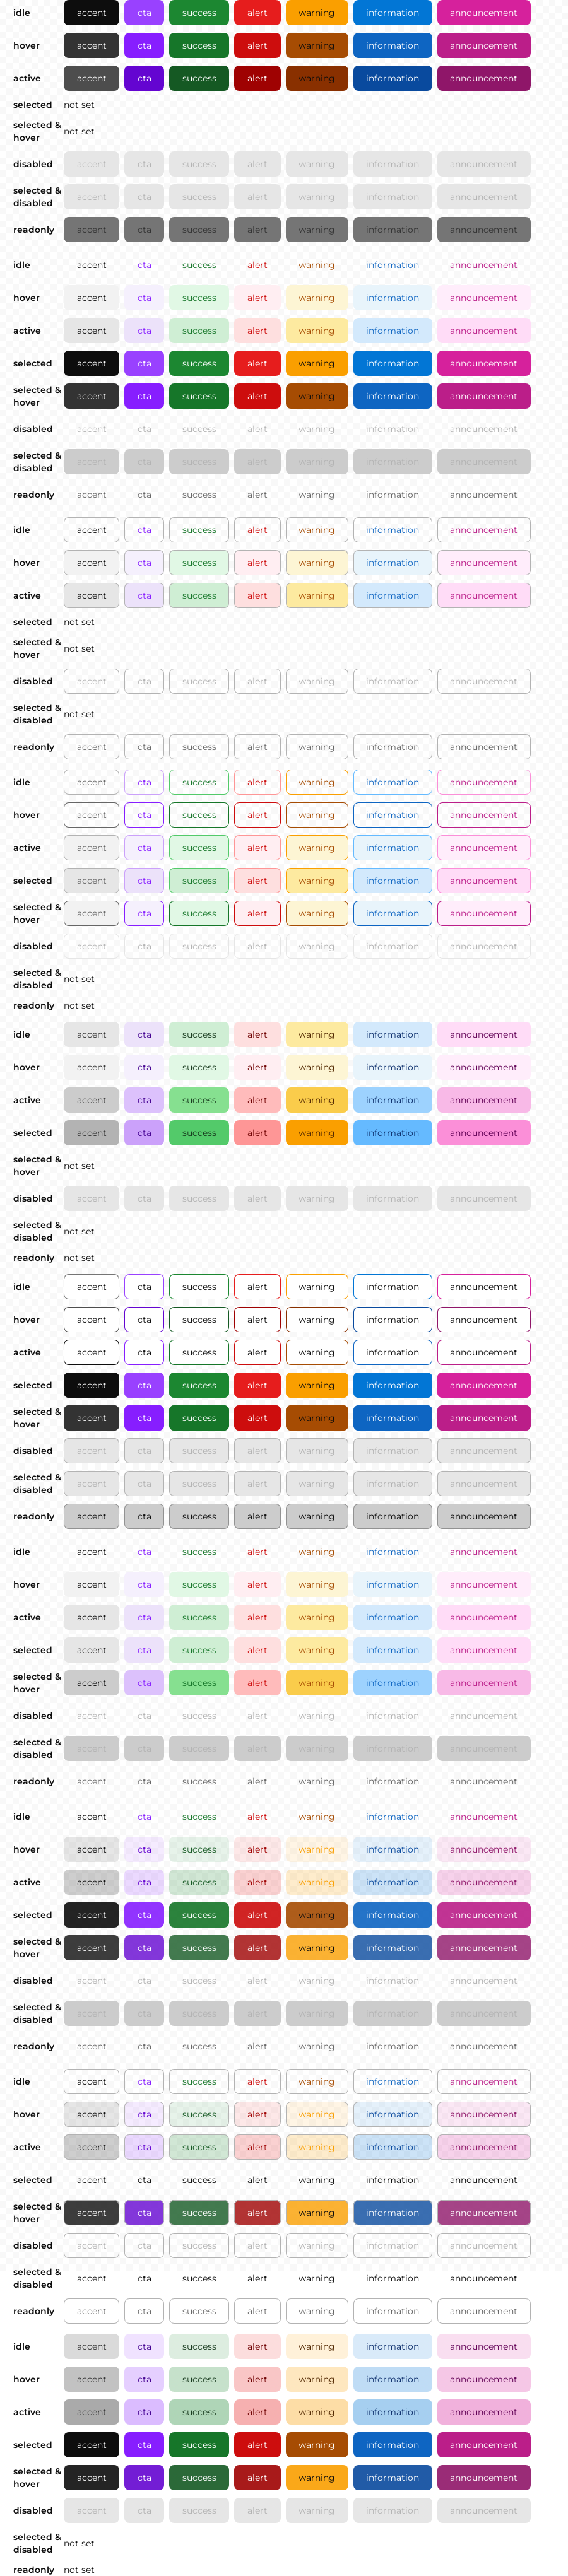 idle accent cta success alert warning information announcement
hover accent cta success alert warning information announcement
active accent cta success alert warning information announcement
selected not set
selected &
hover not set
disabled accent cta success alert warning information announcement
selected &
disabled accent cta success alert warning information announcement
readonly accent cta success alert warning information announcement
idle accent cta success alert warning information announcement
hover accent cta success alert warning information announcement
active accent cta success alert warning information announcement
selected accent cta success alert warning information announcement
selected &
hover accent cta success alert warning information announcement
disabled accent cta success alert warning information announcement
selected &
disabled accent cta success alert warning information announcement
readonly accent cta success alert warning information announcement
idle accent cta success alert warning information announcement
hover accent cta success alert warning information announcement
active accent cta success alert warning information announcement
selected not set
selected &
hover not set
disabled accent cta success alert warning information announcement
selected &
disabled not set
readonly accent cta success alert warning information announcement
idle accent cta success alert warning information announcement
hover accent cta success alert warning information announcement
active accent cta success alert warning information announcement
selected accent cta success alert warning information announcement
selected &
hover accent cta success alert warning information announcement
disabled accent cta success alert warning information announcement
selected &
disabled not set
readonly not set
idle accent cta success alert warning information announcement
hover accent cta success alert warning information announcement
active accent cta success alert warning information announcement
selected accent cta success alert warning information announcement
selected &
hover not set
disabled accent cta success alert warning information announcement
selected &
disabled not set
readonly not set
idle accent cta success alert warning information announcement
hover accent cta success alert warning information announcement
active accent cta success alert warning information announcement
selected accent cta success alert warning information announcement
selected &
hover accent cta success alert warning information announcement
disabled accent cta success alert warning information announcement
selected &
disabled accent cta success alert warning information announcement
readonly accent cta success alert warning information announcement
idle accent cta success alert warning information announcement
hover accent cta success alert warning information announcement
active accent cta success alert warning information announcement
selected accent cta success alert warning information announcement
selected &
hover accent cta success alert warning information announcement
disabled accent cta success alert warning information announcement
selected &
disabled accent cta success alert warning information announcement
readonly accent cta success alert warning information announcement
idle accent cta success alert warning information announcement
hover accent cta success alert warning information announcement
active accent cta success alert warning information announcement
selected accent cta success alert warning information announcement
selected &
hover accent cta success alert warning information announcement
disabled accent cta success alert warning information announcement
selected &
disabled accent cta success alert warning information announcement
readonly accent cta success alert warning information announcement
idle accent cta success alert warning information announcement
hover accent cta success alert warning information announcement
active accent cta success alert warning information announcement
selected accent cta success alert warning information announcement
selected &
hover accent cta success alert warning information announcement
disabled accent cta success alert warning information announcement
selected &
disabled accent cta success alert warning information announcement
readonly accent cta success alert warning information announcement
idle accent cta success alert warning information announcement
hover accent cta success alert warning information announcement
active accent cta success alert warning information announcement
selected accent cta success alert warning information announcement
selected &
hover accent cta success alert warning information announcement
disabled accent cta success alert warning information announcement
selected &
disabled not set
readonly not set